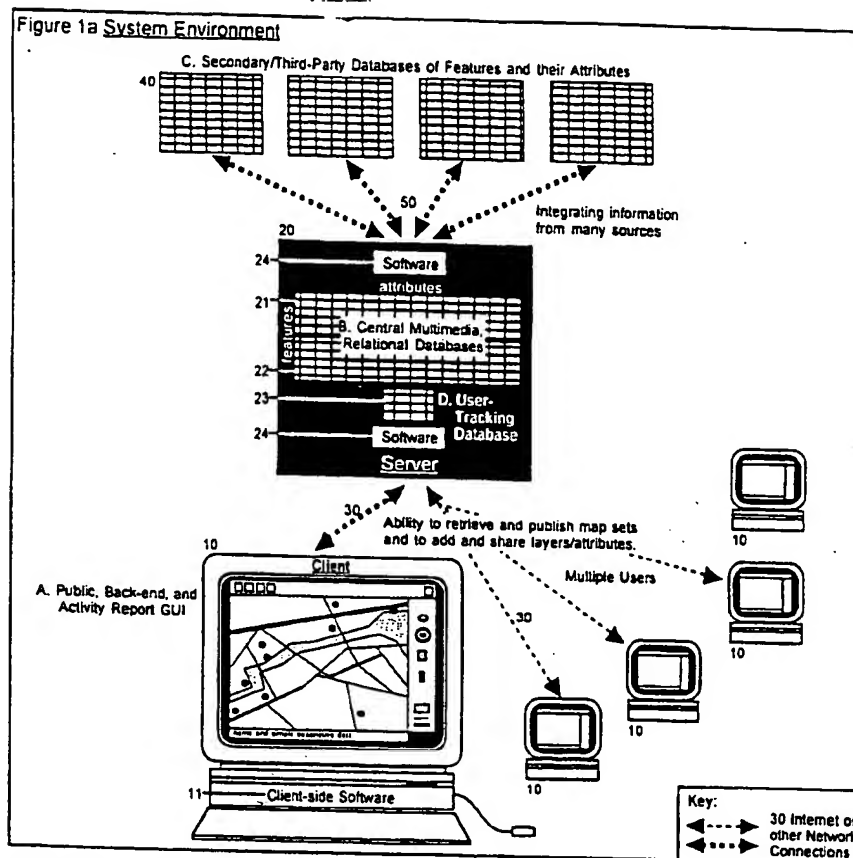 Figure 1a System Environment
C. Secondary/Third-Party Databases of Features and their Attributes
40
50
Integrating information
from many sources
20
24
Software
attributes
21
features
B. Central Multimedia,
Relational Databases
22
23
D. User-
Tracking
Database
24
Software
Server
30
Ability to retrieve and publish map sets
and to add and share layers/attributes.
10
Client
A. Public, Back-end, and
Activity Report GUI
Multiple Users
10
10
30
10
10
11
Client-side Software
Key:
30 Internet or
other Network
Connections